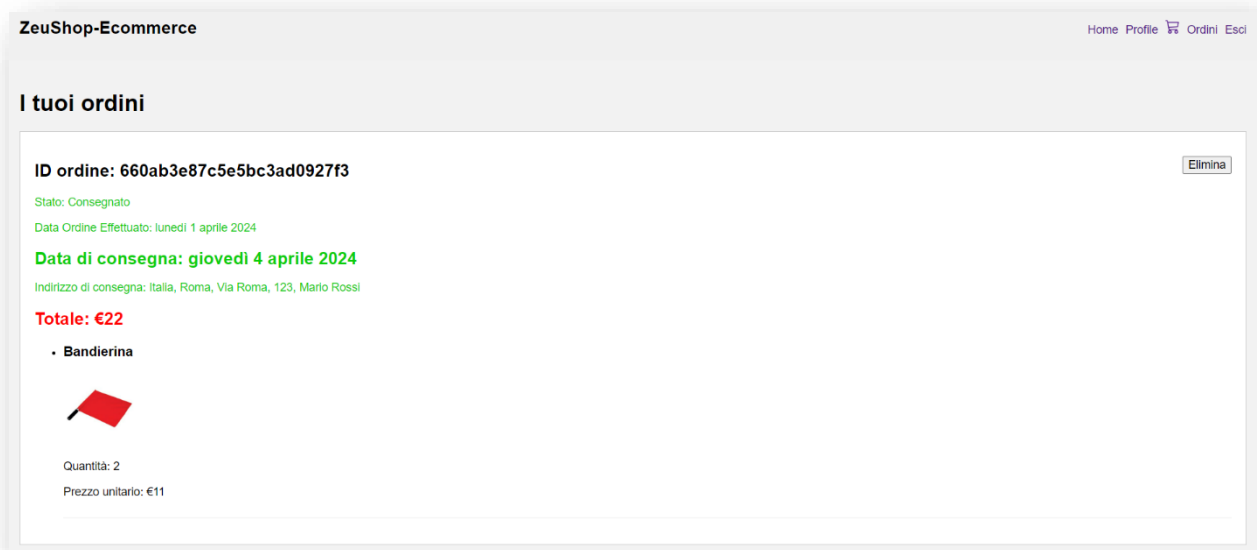 ZeuShop-Ecommerce
Home Profile Ordini Esci
I tuoi ordini
ID ordine: 660ab3e87c5e5bc3ad0927f3
Elimina
Stato: Consegnato
Data Ordine Effettuato: lunedì 1 aprile 2024
Data di consegna: giovedì 4 aprile 2024
Indirizzo di consegna: Italia, Roma, Via Roma, 123, Mario Rossi
Totale: €22
• Bandierina
Quantità: 2
Prezzo unitario: €11